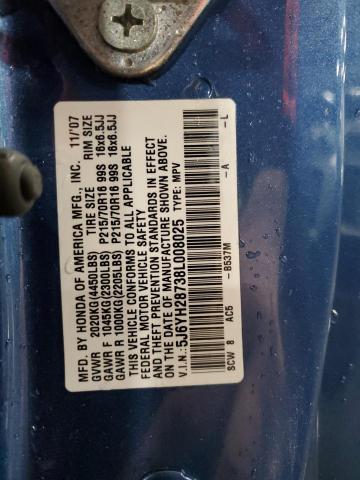 MFD. BY HONDA OF AMERICA MFG., INC. 11/'07
TIRE SIZE RIM SIZE
GVWR 2020KG(4450LBS)
GAWR F 1045KG(2300LBS) P215/70R16 99S 16x6.5JJ
GAWR R 1000KG(2205LBS) P215/70R16 99S 16x6.5JJ
THIS VEHICLE CONFORMS TO ALL APPLICABLE
FEDERAL MOTOR VEHICLE SAFETY
AND THEFT PREVENTION STANDARDS IN EFFECT
ON THE DATE OF MANUFACTURE SHOWN ABOVE.
V.I.N.: 5J6YH28738L008025 TYPE: MPV
-B537M -A -L
SCW 8 AC5